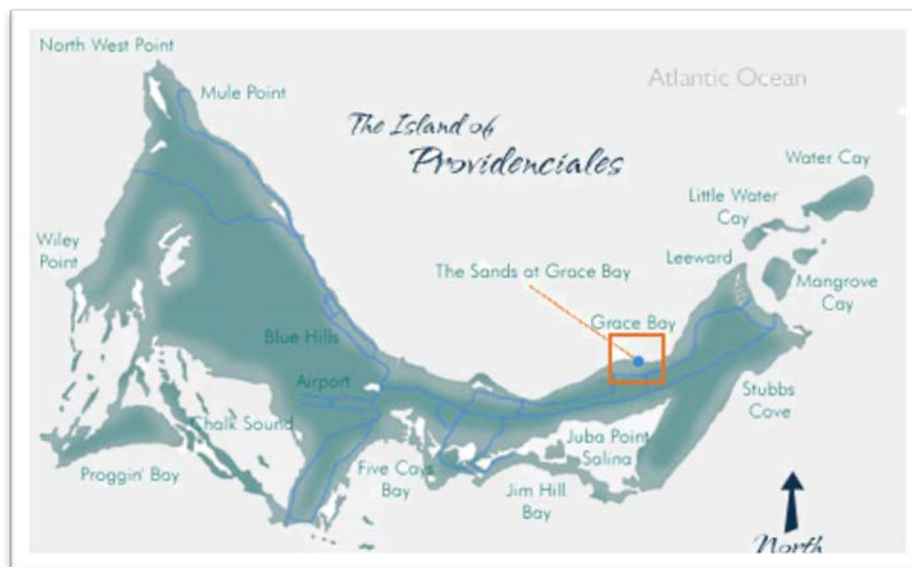 North West Point
Mule Point
Atlantic Ocean
The Island of
Providenciales
Water Cay
Little Water
Cay
Wiley
Point
Leeward
The Sands at Grace Bay
Mangrove
Cay
Grace Bay
Blue Hills
Airport
Stubbs
Cove
Chalk Sound
Juba Point
Salina
Proggin' Bay
Five Cays
Bay
Jim Hill
Bay
North